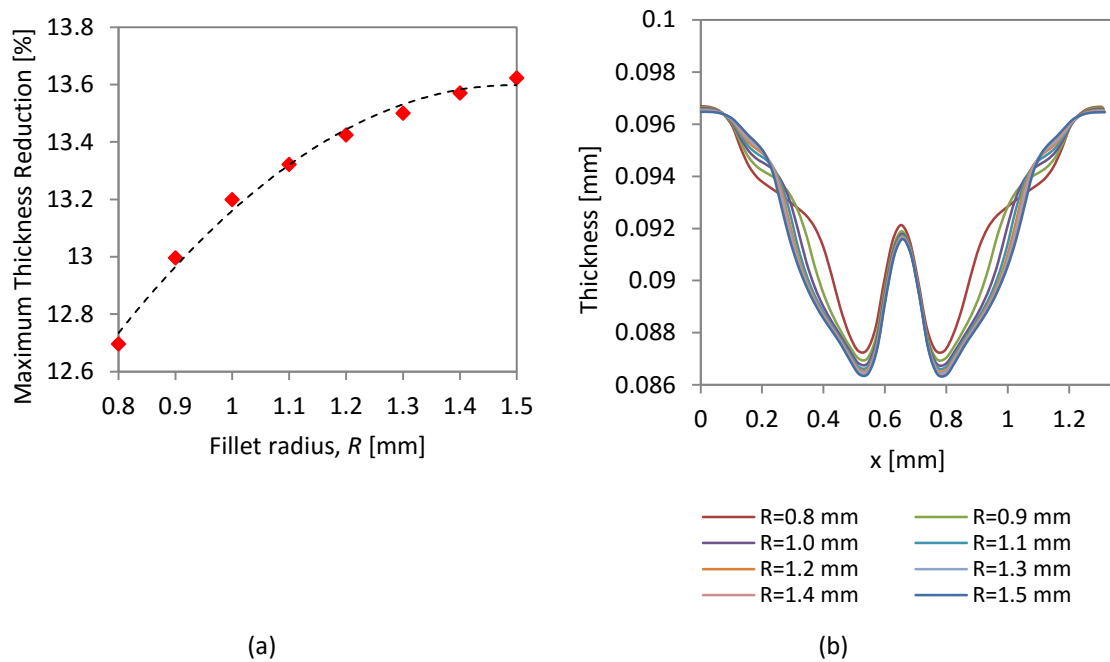 Maximum Thickness Reduction [%]
13.8
13.6
13.4
13.2
13
12.8
12.6
0.8 0.9 1 1.1 1.2 1.3 1.4 1.5
Fillet radius, R [mm]
(a)
Thickness [mm]
0.1
0.098
0.096
0.094
0.092
0.09
0.088
0.086
0 0.2 0.4 0.6 0.8 1 1.2
x [mm]
R=0.8 mm R=0.9 mm
R=1.0 mm R=1.1 mm
R=1.2 mm R=1.3 mm
R=1.4 mm R=1.5 mm
(b)